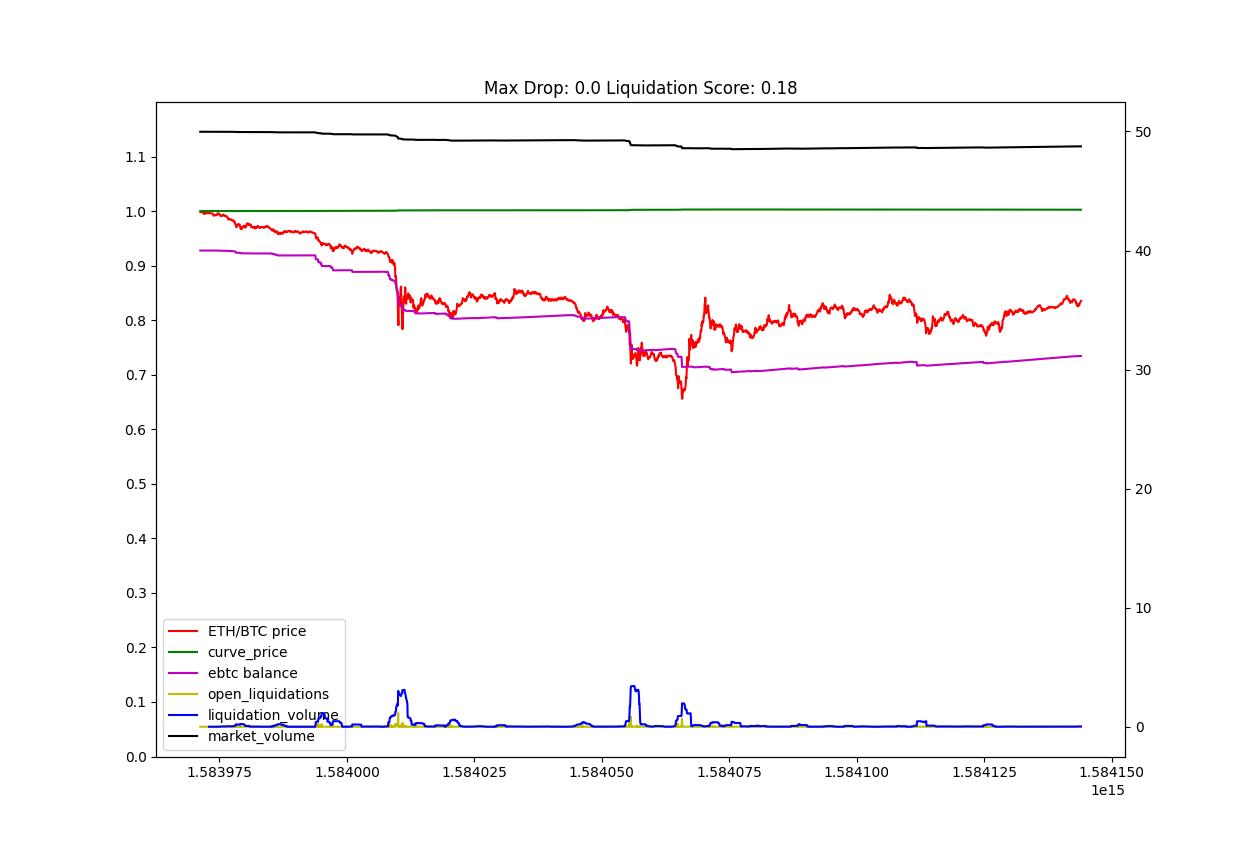 Max Drop: 0.0 Liquidation Score: 0.18
1.1
1.0
0.9
0.8
0.7
0.6
0.5
0.4
0.3
0.2
0.1
0.0
50
40
30
20
10
0
ETH/BTC price
curve_price
ebtc balance
open_liquidations
liquidation_volume
market_volume
1.583975 1.584000 1.584025 1.584050 1.584075 1.584100 1.584125 1.584150
1e15